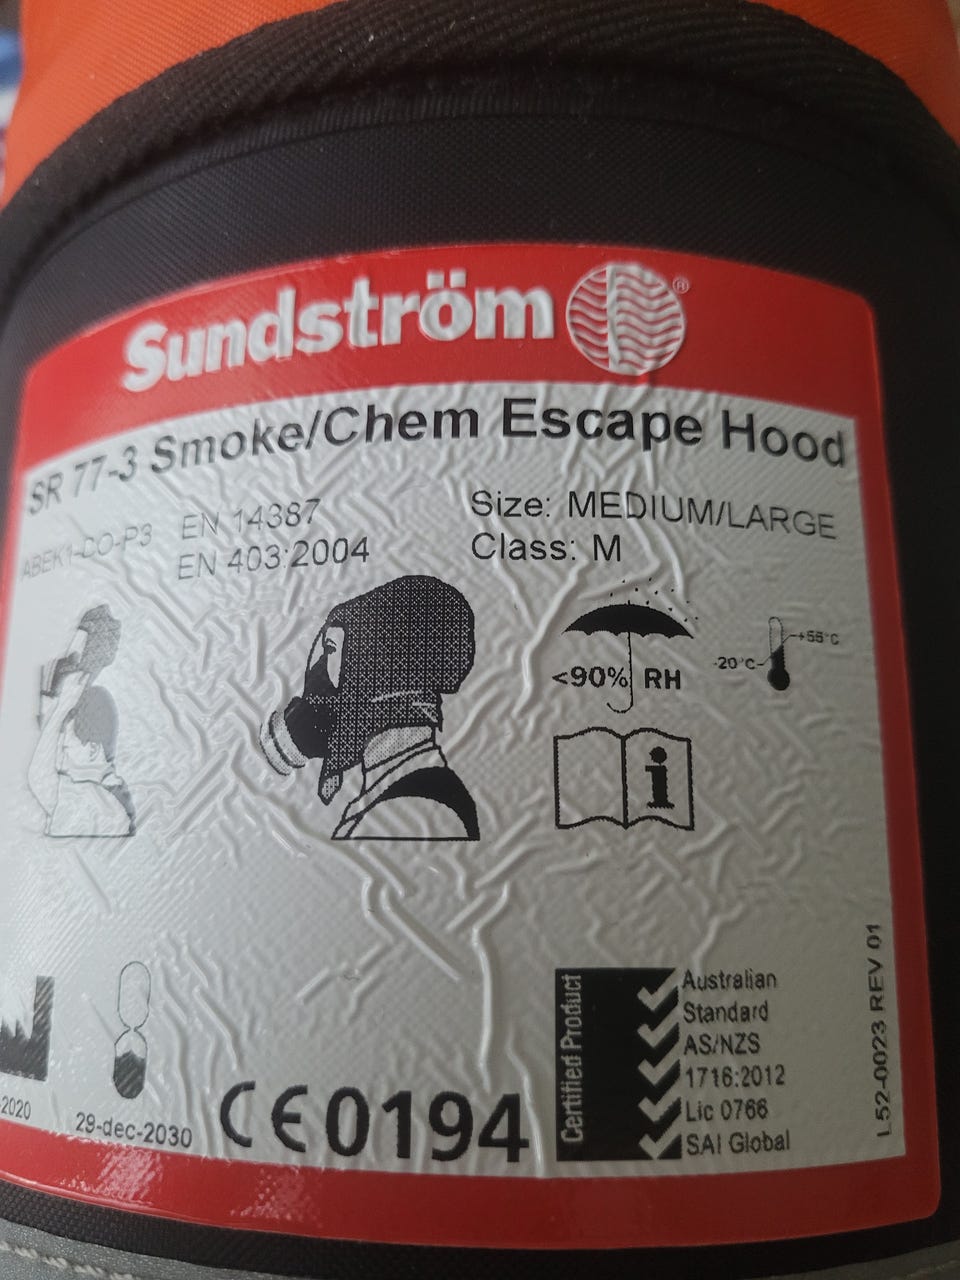 Sundström ®
SR 77-3 Smoke/Chem Escape Hood
ABEK1-CO-P3
EN 14387
EN 403:2004
Size: MEDIUM/LARGE
Class: M
<90% RH
-20°C
+55°C
i
-2020
29-dec-2030
CE 0194
Certified Product
Australian
Standard
AS/NZS
1716:2012
Lic 0766
SAI Global
L52-0023 REV 01